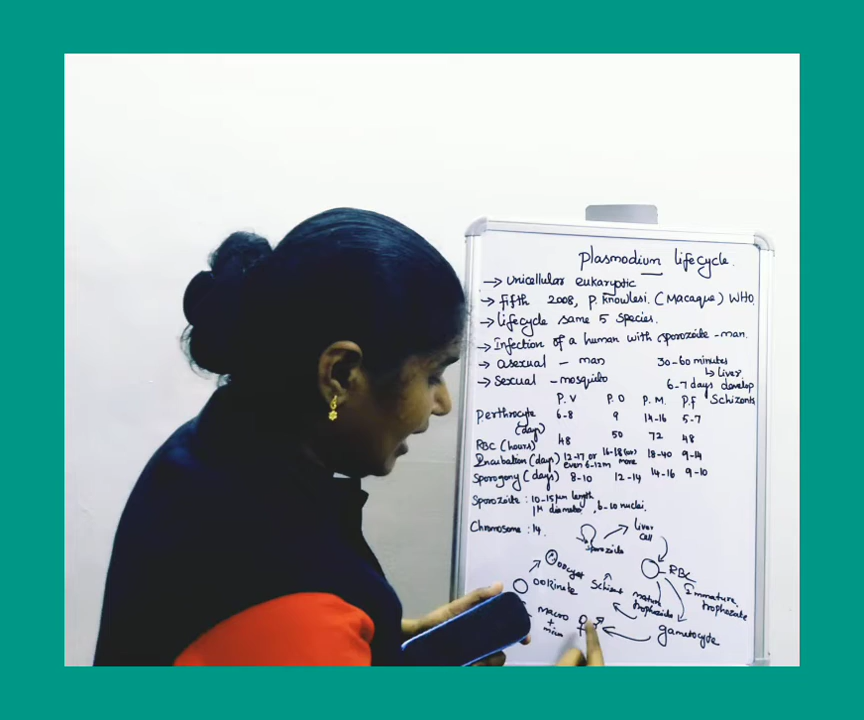 Plasmodium lifecycle.
→ Unicellular eukaryotic
→ fifth 2008, P. Knowlesi. (Macaque) WHO.
→ lifecycle same 5 species.
→ Infection of a human with sporozoite - man.
→ asexual - man 30-60 minutes
↳ liver
→ Sexual - mosquito 6-7 days develop
P.V P.O P.M. P.f Schizonts
P.erthrocyte 6-8 9 14-16 5-7
(days)
RBC (hours) 48 50 72 48
Incubation (days) 12-17 or even 6-12m 16-18 (or) more 18-40 9-14
Sporogony (days) 8-10 12-14 14-16 9-10
Sporozoite : 10-15μm length
1μ diameter, 6-10 nuclei.
Chromosome : 14.
Sporozoite
liver cell
RBC
Immature trophozate
mature trophozoite
Schizont
gametocyte
macro + micro
Ookinate
Oocyst